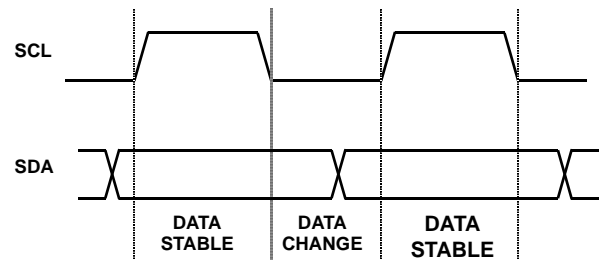 SCL
SDA
DATA
STABLE
DATA
CHANGE
DATA
STABLE